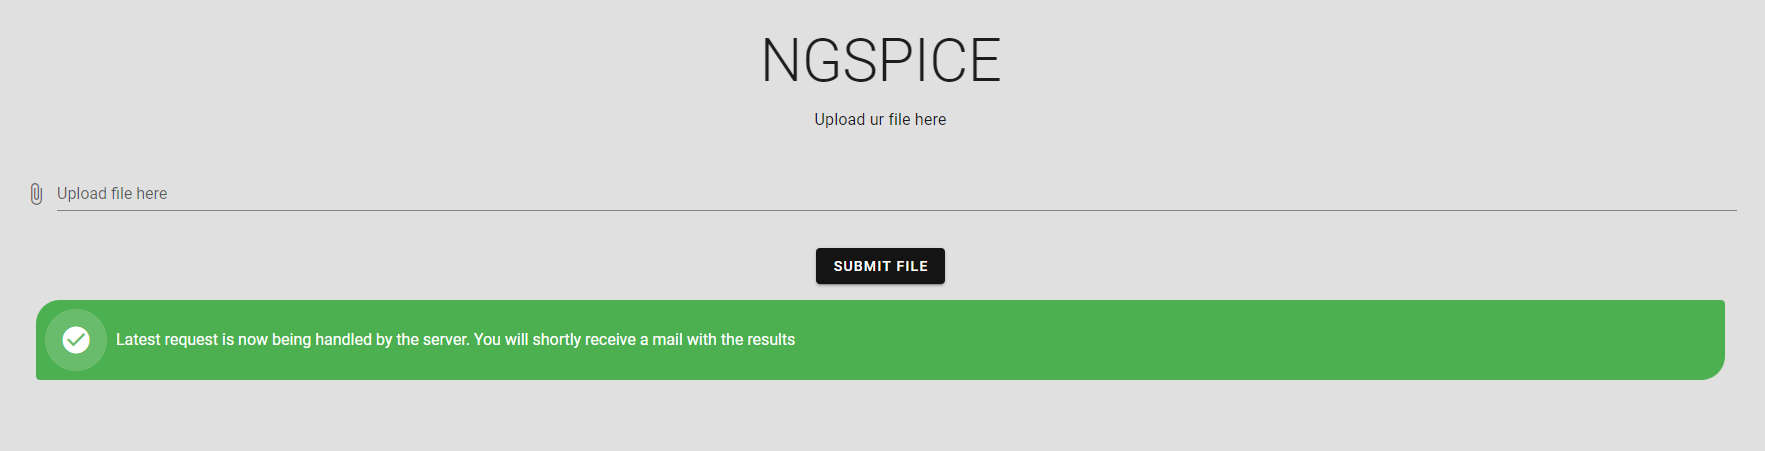 NGSPICE
Upload ur file here
Upload file here
SUBMIT FILE
Latest request is now being handled by the server. You will shortly receive a mail with the results